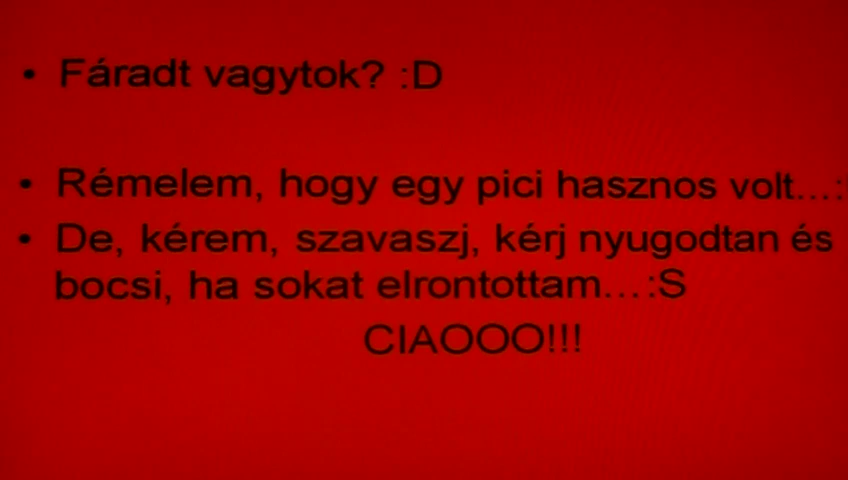 • Fáradt vagytok? :D
• Rémelem, hogy egy pici hasznos volt...:
• De, kérem, szavaszj, kérj nyugodtan és
bocsi, ha sokat elrontottam...:S
CIAOOO!!!